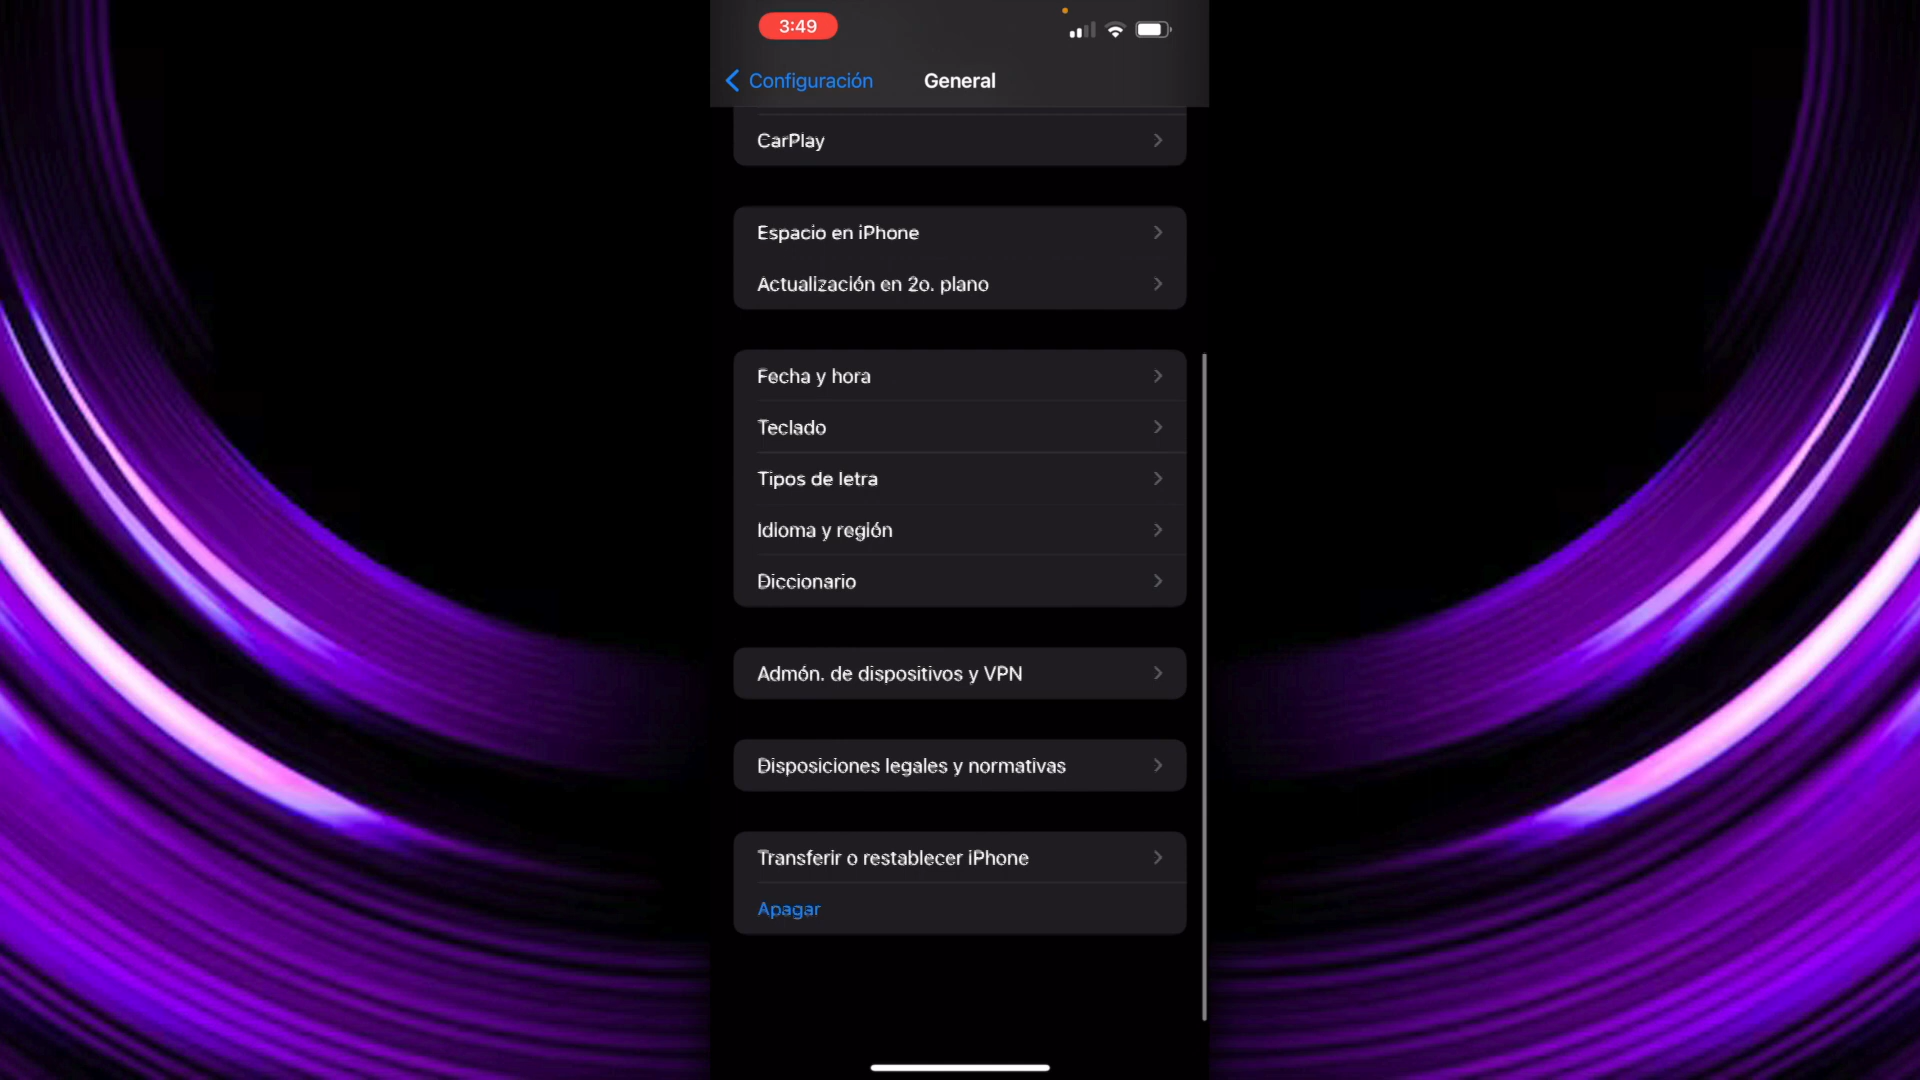 3:49
Configuración
General
CarPlay
Espacio en iPhone
Actualización en 2o. plano
Fecha y hora
Teclado
Tipos de letra
Idioma y región
Diccionario
Admón. de dispositivos y VPN
Disposiciones legales y normativas
Transferir o restablecer iPhone
Apagar